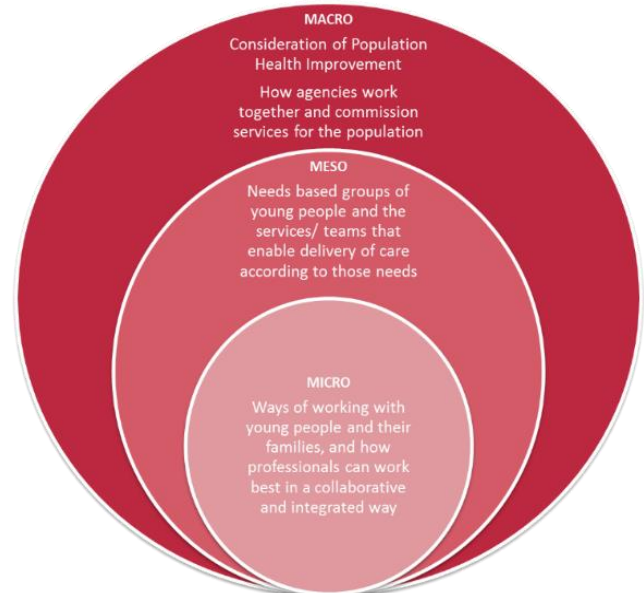 MACRO
Consideration of Population
Health Improvement
How agencies work
together and commission
services for the population
MESO
Needs based groups of
young people and the
services/ teams that
enable delivery of care
according to those needs
MICRO
Ways of working with
young people and their
families, and how
professionals can work
best in a collaborative
and integrated way